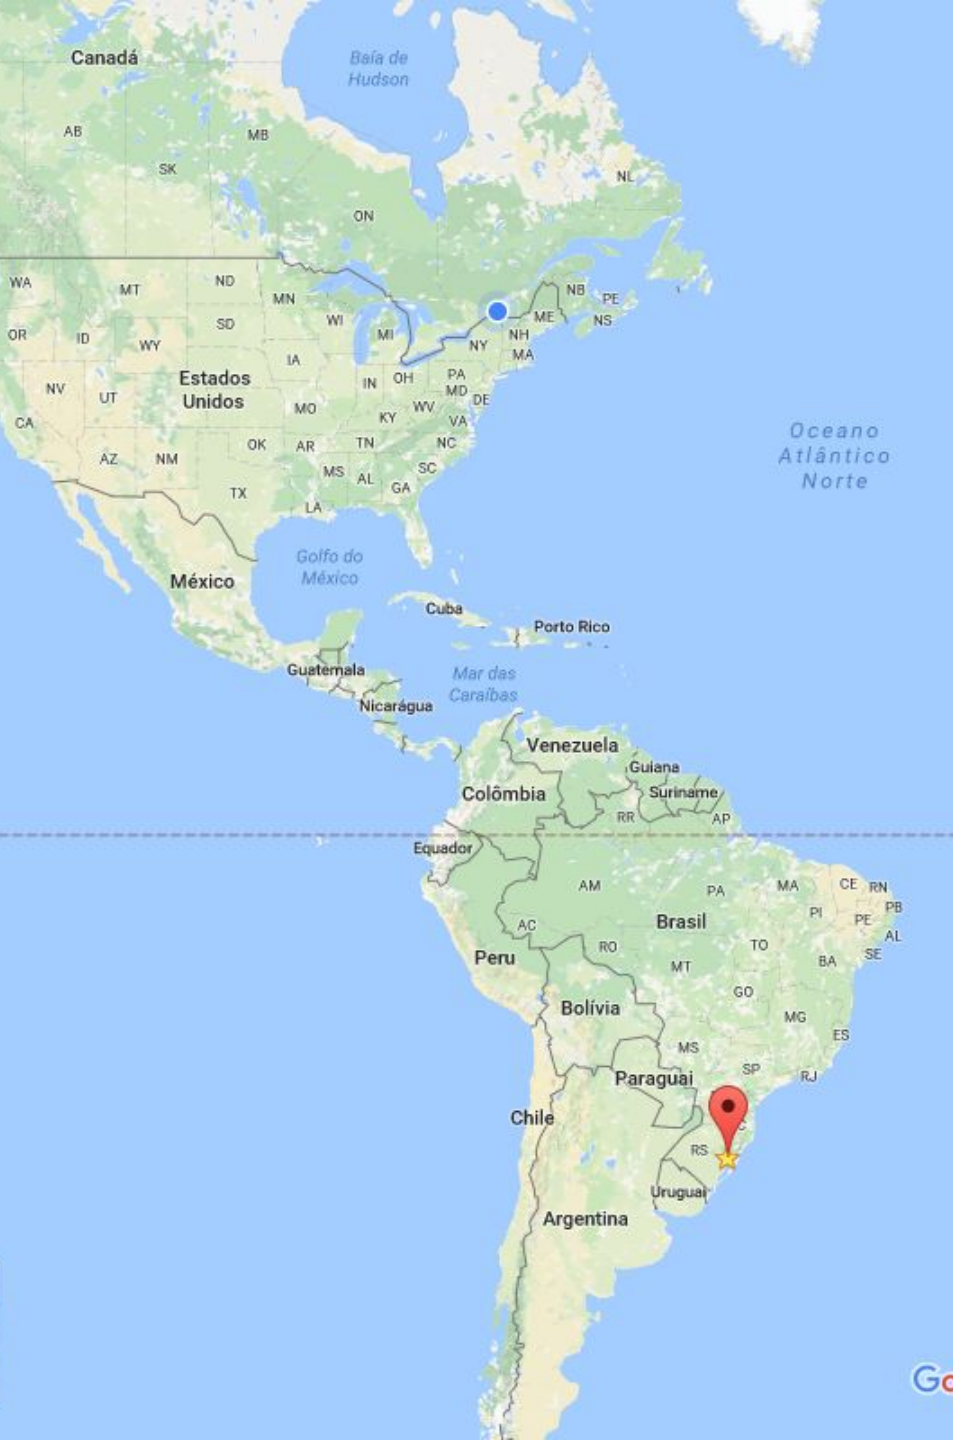 Canadá
Baía de
Hudson
AB
MB
SK
NL
ON
WA
MT
ND
MN
NB
PE
OR
ID
WY
SD
WI
MI
NY
NH
ME
NS
MA
NV
UT
Estados
Unidos
IA
IN
OH
PA
MD
DE
CA
MO
KY
WV
VA
AZ
NM
OK
AR
TN
NC
MS
AL
SC
GA
TX
LA
Oceano
Atlântico
Norte
Golfo do
México
México
Cuba
Porto Rico
Guatemala
Mar das
Caraíbas
Nicarágua
Venezuela
Guiana
Colômbia
Suriname
RR
AP
Equador
AM
PA
MA
CE
RN
PI
PE
PB
AC
Brasil
AL
RO
TO
SE
Peru
MT
BA
GO
Bolívia
MG
ES
MS
SP
RJ
Paraguai
Chile
RS
Uruguai
Argentina